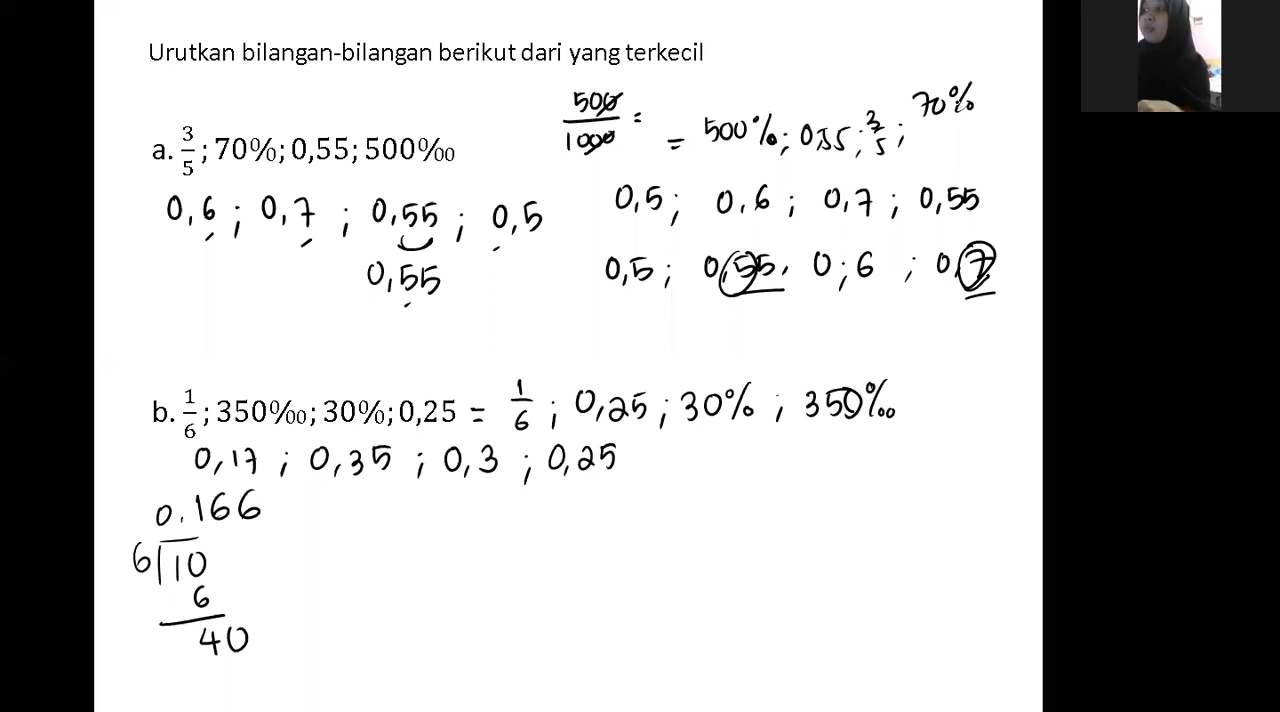 Urutkan bilangan-bilangan berikut dari yang terkecil
a. 3/5; 70%; 0,55; 500‰
500/1000 =
= 500%; 0,55; 3/5; 70%
0,6 ; 0,7 ; 0,55 ; 0,5
0,55
0,5; 0,6 ; 0,7 ; 0,55
0,5; 0,55, 0;6 ; 0,7
b. 1/6; 350‰; 30%; 0,25 = 1/6 ; 0,25 ; 30% ; 350‰
0,17 ; 0,35 ; 0,3 ; 0,25
0.166
6 10
6
40